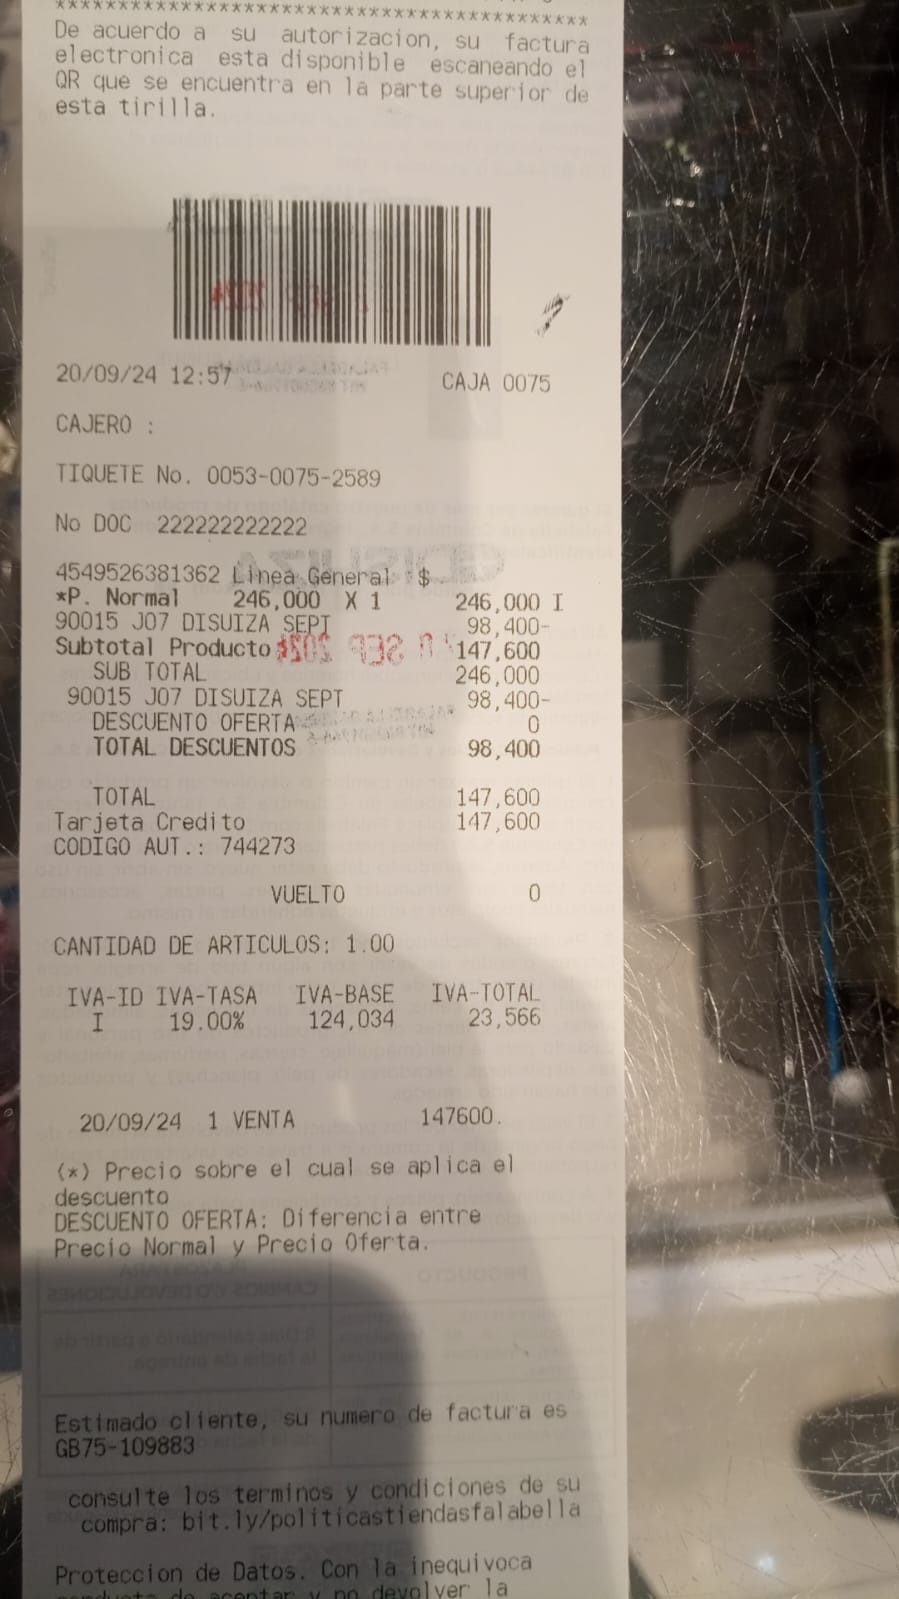 ******************************************
De acuerdo a su autorizacion, su factura
electronica esta disponible escaneando el
QR que se encuentra en la parte superior de
esta tirilla.
20/09/24 12:57 CAJA 0075
CAJERO :
TIQUETE No. 0053-0075-2589
No DOC 222222222222
4549526381362 Linea General $
*P. Normal 246,000 X 1 246,000 I
90015 J07 DISUIZA SEPT 98,400-
Subtotal Producto 147,600
SUB TOTAL 246,000
90015 J07 DISUIZA SEPT 98,400-
DESCUENTO OFERTA 0
TOTAL DESCUENTOS 98,400
TOTAL 147,600
Tarjeta Credito 147,600
CODIGO AUT.: 744273
VUELTO 0
CANTIDAD DE ARTICULOS: 1.00
IVA-ID IVA-TASA IVA-BASE IVA-TOTAL
I 19.00% 124,034 23,566
20/09/24 1 VENTA 147600.
(*) Precio sobre el cual se aplica el
descuento
DESCUENTO OFERTA: Diferencia entre
Precio Normal y Precio Oferta.
Estimado cliente, su numero de factura es
GB75-109883
consulte los terminos y condiciones de su
compra: bit.ly/politicastiendasfalabella
Proteccion de Datos. Con la inequivoca
conducta de aceptar y no devolver la